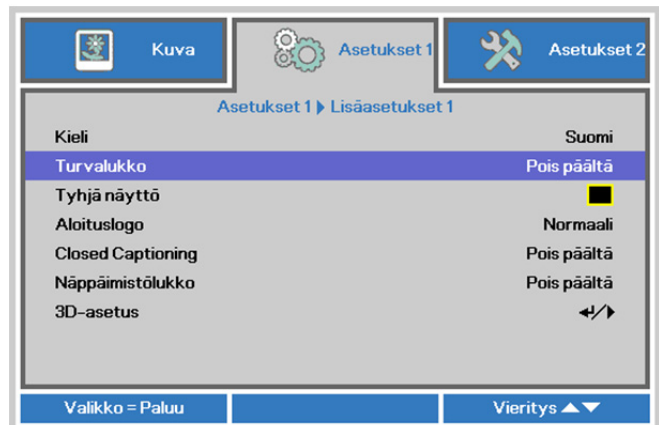 Kuva
Asetukset 1
Asetukset 2
Asetukset 1 ▶ Lisäasetukset 1
Kieli Suomi
Turvalukko Pois päältä
Tyhjä näyttö
Aloituslogo Normaali
Closed Captioning Pois päältä
Näppäimistölukko Pois päältä
3D-asetus ↵/▶
Valikko = Paluu
Vieritys ▲▼